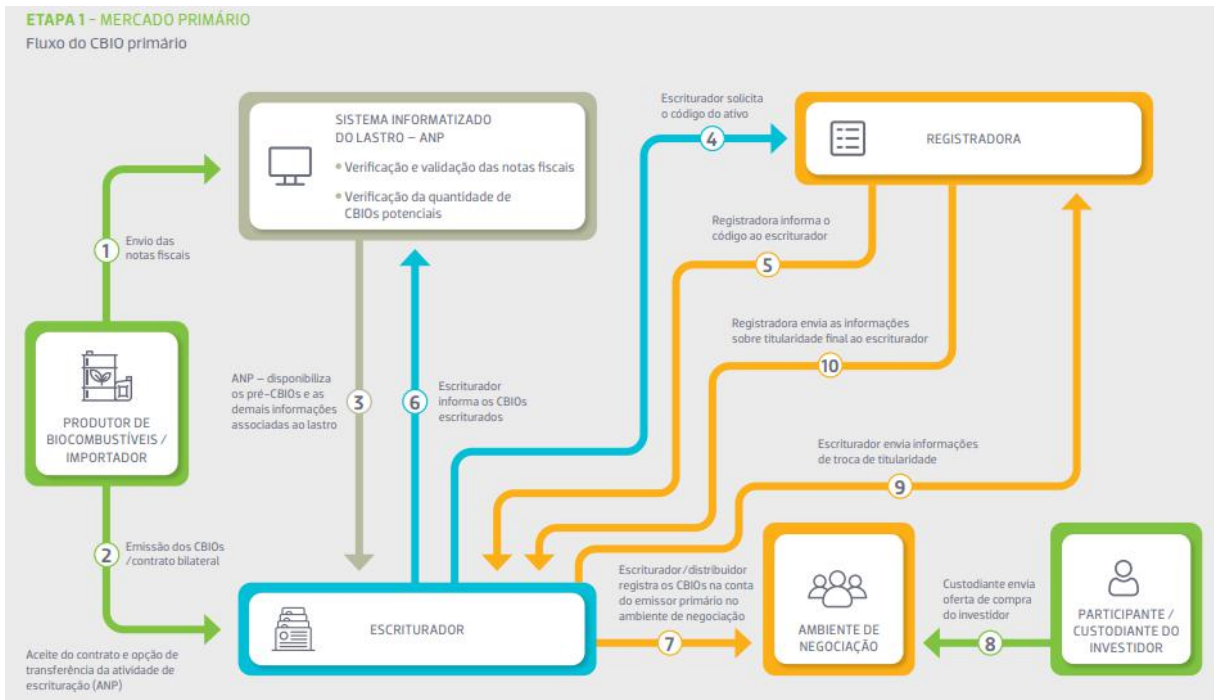 ETAPA 1 - MERCADO PRIMÁRIO
Fluxo do CBIO primário
SISTEMA INFORMATIZADO
DO LASTRO – ANP
• Verificação e validação das notas fiscais
• Verificação da quantidade de
CBIOs potenciais
Escriturador solicita
o código do ativo
4
REGISTRADORA
1
Envio das
notas fiscais
Registradora informa o
código ao escriturador
5
Registradora envia as informações
sobre titularidade final ao escriturador
10
PRODUTOR DE
BIOCOMBUSTÍVEIS /
IMPORTADOR
ANP – disponibiliza
os pré-CBIOs e as
demais informações
associadas ao lastro
3
6
Escriturador
informa os CBIOs
escriturados
Escriturador envia informações
de troca de titularidade
9
2
Emissão dos CBIOs
/contrato bilateral
Aceite do contrato e opção de
transferência da atividade de
escrituração (ANP)
ESCRITURADOR
Escriturador/distribuidor
registra os CBIOs na conta
do emissor primário no
ambiente de negociação
7
AMBIENTE DE
NEGOCIAÇÃO
Custodiante envia
oferta de compra
do investidor
8
PARTICIPANTE /
CUSTODIANTE DO
INVESTIDOR